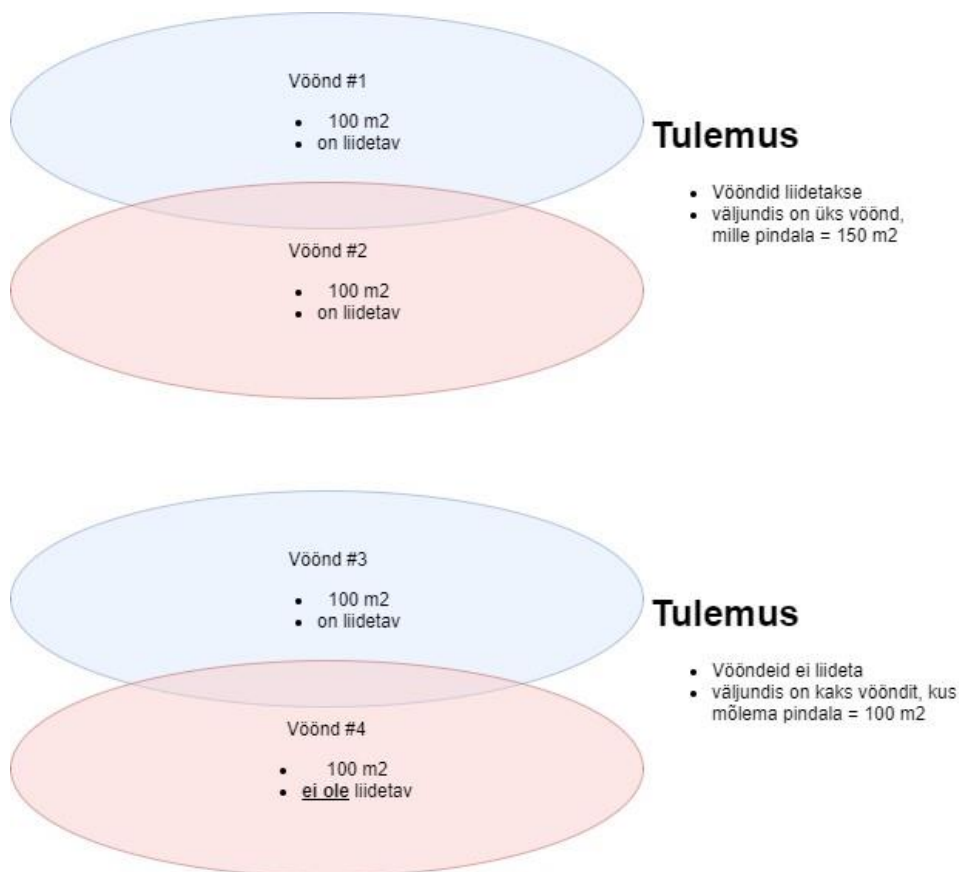 Vöönd #1
• 100 m2
• on liidetav
Vöönd #2
• 100 m2
• on liidetav
Tulemus
• Vööndid liidetakse
• väljundis on üks vöönd,
mille pindala = 150 m2
Vöönd #3
• 100 m2
• on liidetav
Vöönd #4
• 100 m2
• ei ole liidetav
Tulemus
• Vööndeid ei liideta
• väljundis on kaks vööndit, kus
mõlema pindala = 100 m2